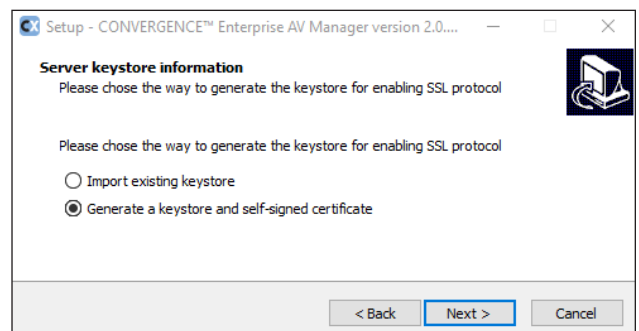 CX Setup - CONVERGENCE™ Enterprise AV Manager version 2.0....
Server keystore information
Please chose the way to generate the keystore for enabling SSL protocol
Please chose the way to generate the keystore for enabling SSL protocol
Import existing keystore
Generate a keystore and self-signed certificate
< Back Next > Cancel